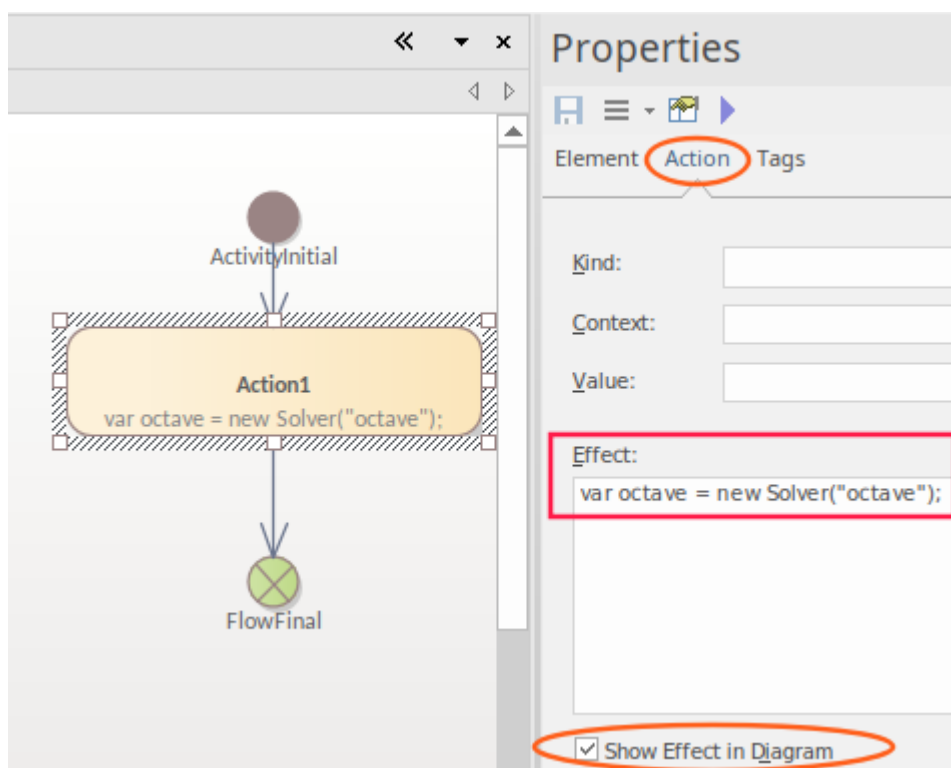 ActivityInitial
Action1
var octave = new Solver("octave");
FlowFinal
Properties
Element Action Tags
Kind:
Context:
Value:
Effect:
var octave = new Solver("octave");
Show Effect in Diagram